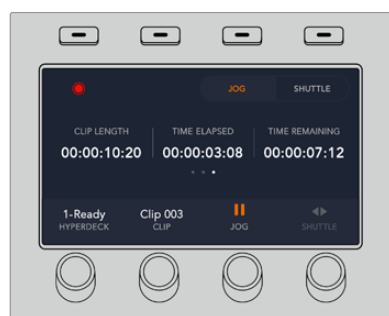 JOG SHUTTLE
CLIP LENGTH TIME ELAPSED TIME REMAINING
00:00:10:20 00:00:03:08 00:00:07:12
1-Ready Clip 003
HYPERDECK CLIP JOG SHUTTLE